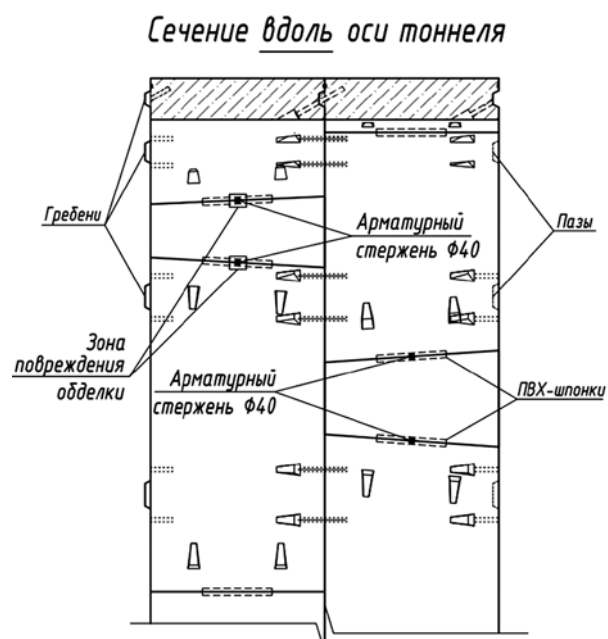 Сечение вдоль оси тоннеля
Гребени
Арматурный
стержень Ф40
Пазы
Зона
повреждения
обделки
Арматурный
стержень Ф40
ПВХ-шпонки